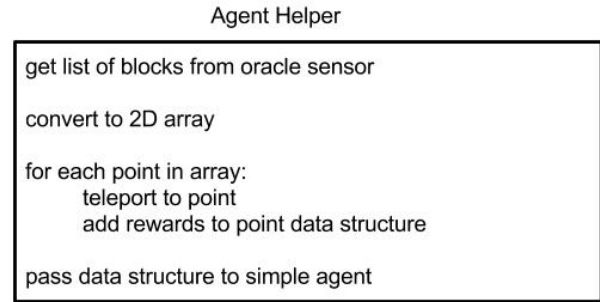 Agent Helper
get list of blocks from oracle sensor
convert to 2D array
for each point in array:
teleport to point
add rewards to point data structure
pass data structure to simple agent